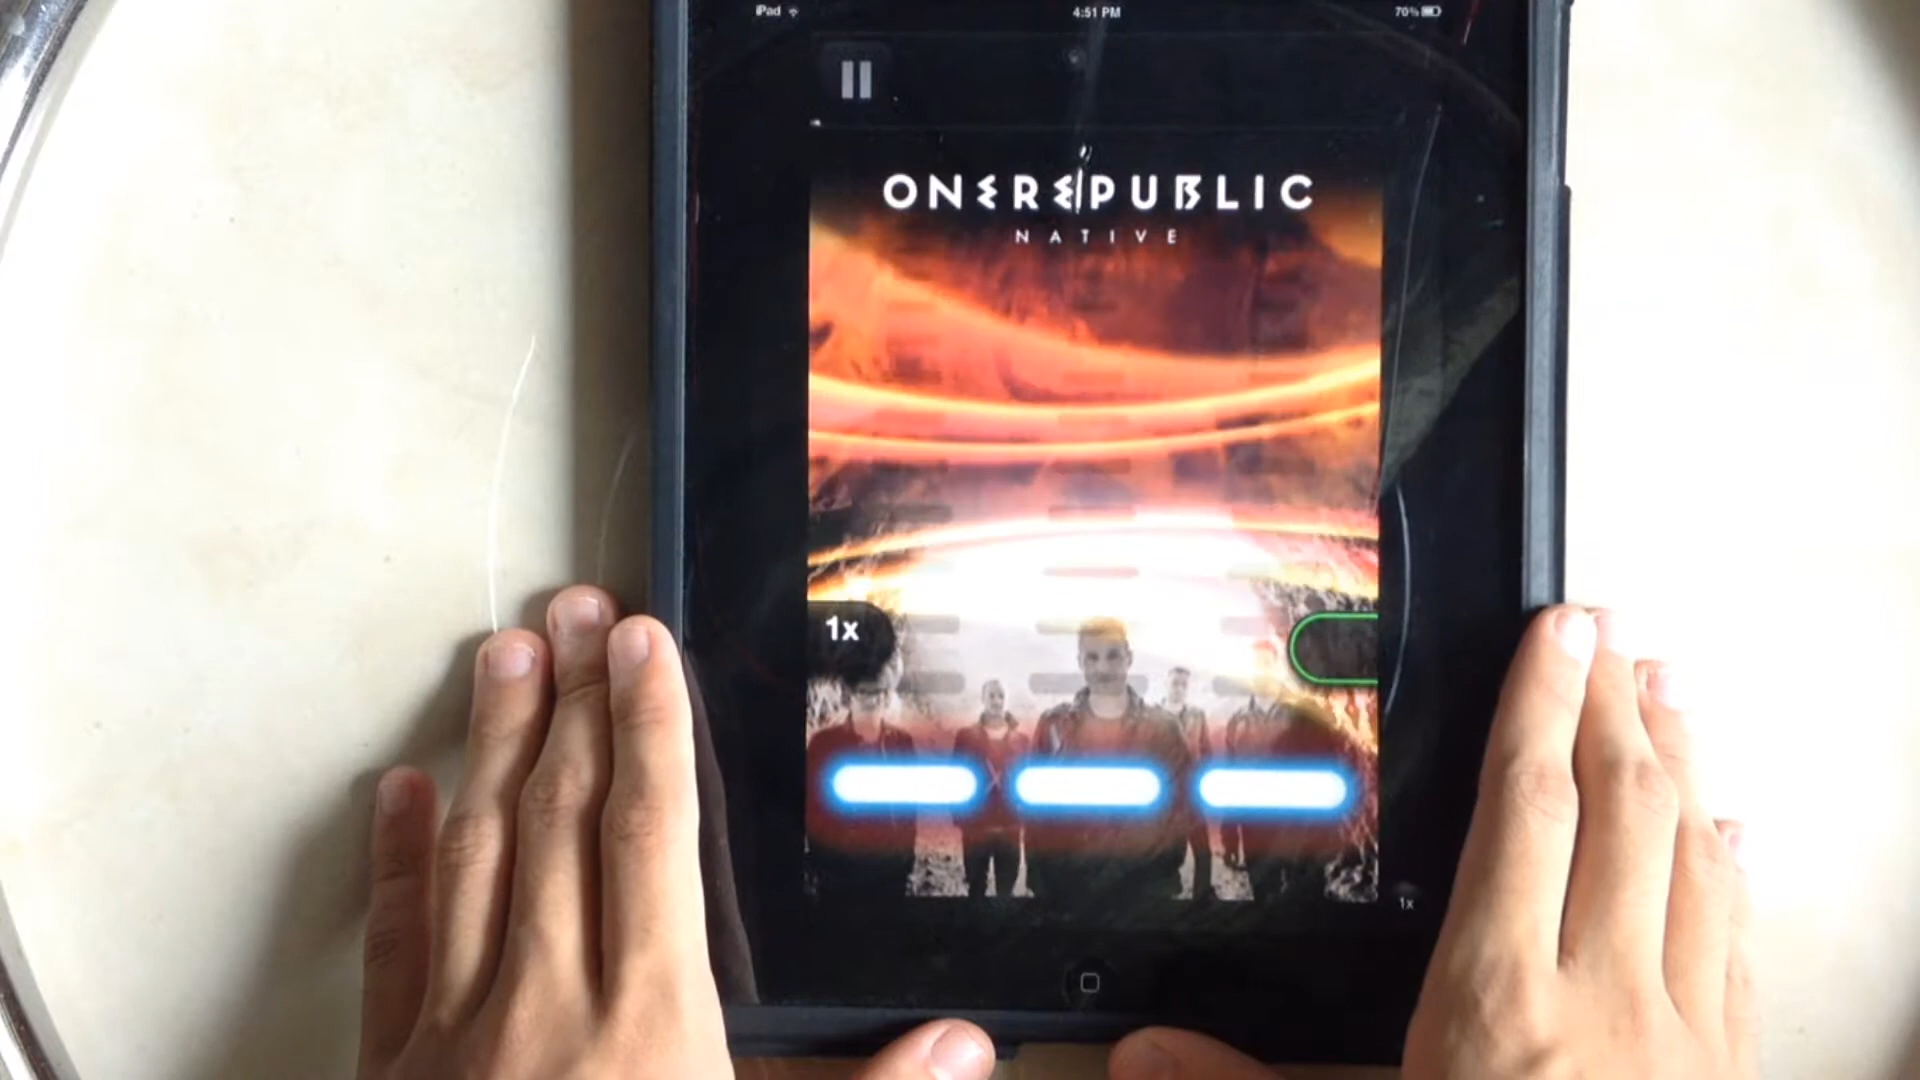 iPad 4:51 PM 70%
ONEREPUBLIC
NATIVE
1x
1x